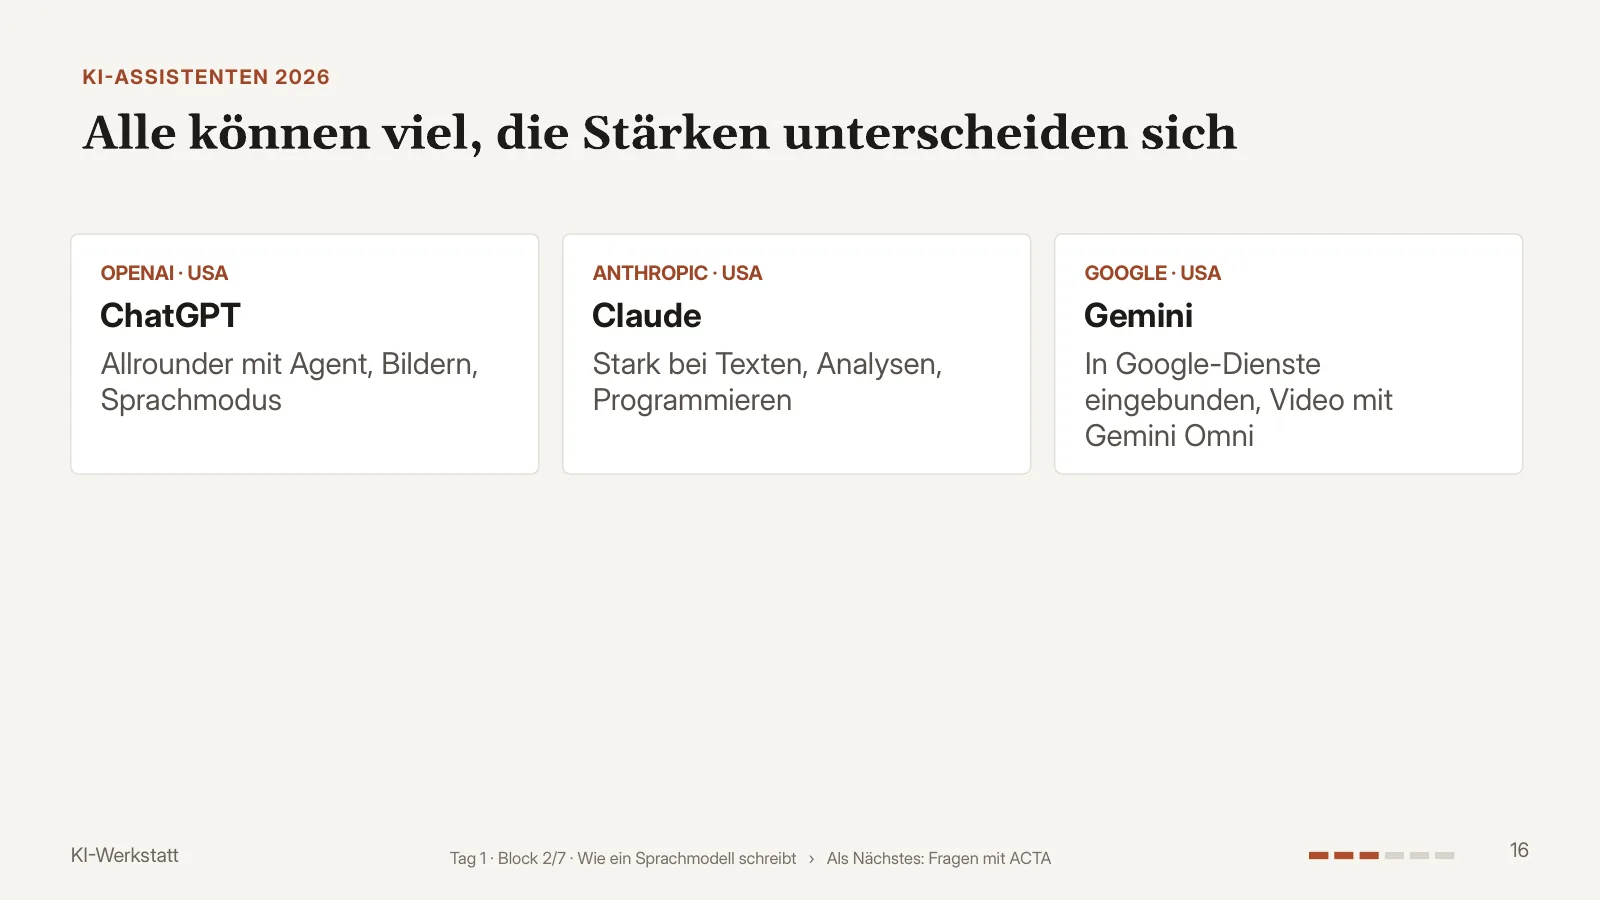 KI-ASSISTENTEN 2026
Alle können viel, die Stärken unterscheiden sich
OPENAI · USA
ChatGPT
Allrounder mit Agent, Bildern,
Sprachmodus
ANTHROPIC · USA
Claude
Stark bei Texten, Analysen,
Programmieren
GOOGLE · USA
Gemini
In Google-Dienste
eingebunden, Video mit
Gemini Omni
KI-Werkstatt
Tag 1 · Block 2/7 · Wie ein Sprachmodell schreibt › Als Nächstes: Fragen mit ACTA
16